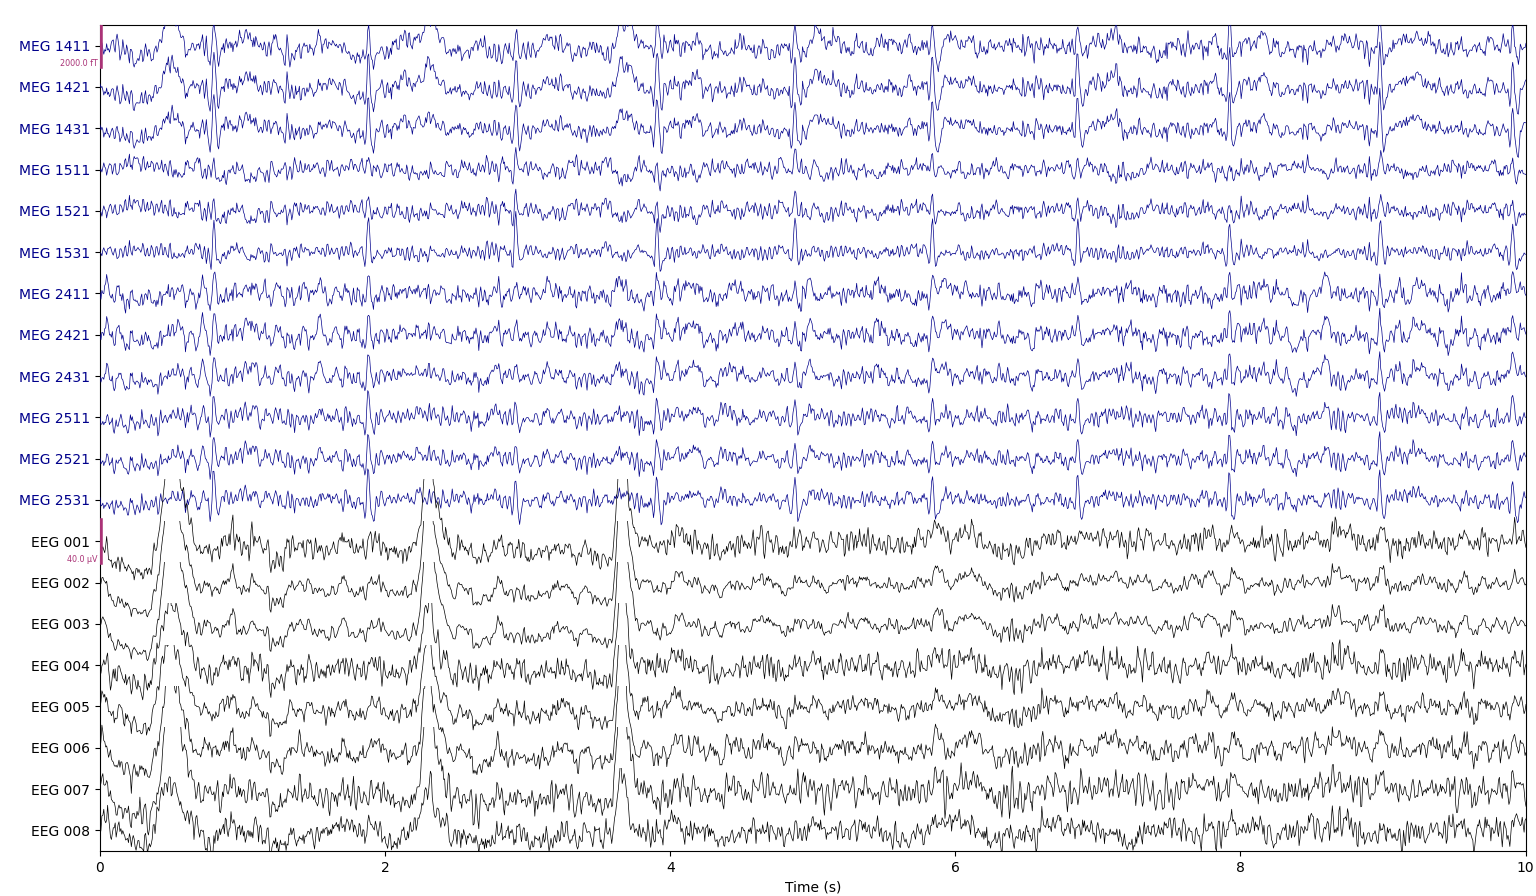 MEG 1411
2000.0 fT
MEG 1421
MEG 1431
MEG 1511
MEG 1521
MEG 1531
MEG 2411
MEG 2421
MEG 2431
MEG 2511
MEG 2521
MEG 2531
EEG 001
40.0 µV
EEG 002
EEG 003
EEG 004
EEG 005
EEG 006
EEG 007
EEG 008
0 2 4 6 8 10
Time (s)